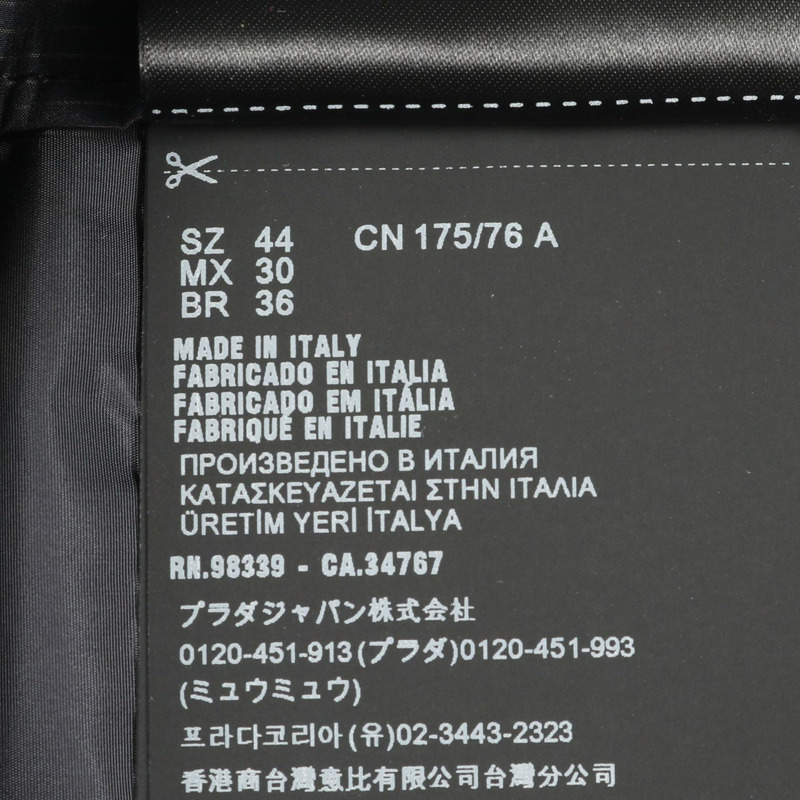 SZ 44 CN 175/76 A
MX 30
BR 36
MADE IN ITALY
FABRICADO EN ITALIA
FABRICADO EM ITÁLIA
FABRIQUÉ EN ITALIE
ПРОИЗВЕДЕНО В ИТАЛИЯ
ΚΑΤΑΣΚΕΥΑΖΕΤΑΙ ΣΤΗΝ ΙΤΑΛΙΑ
ÜRETİM YERİ İTALYA
RN.98339 - CA.34767
プラダジャパン株式会社
0120-451-913(プラダ)0120-451-993
(ミュウミュウ)
프라다코리아(유)02-3443-2323
香港商台灣意比有限公司台灣分公司